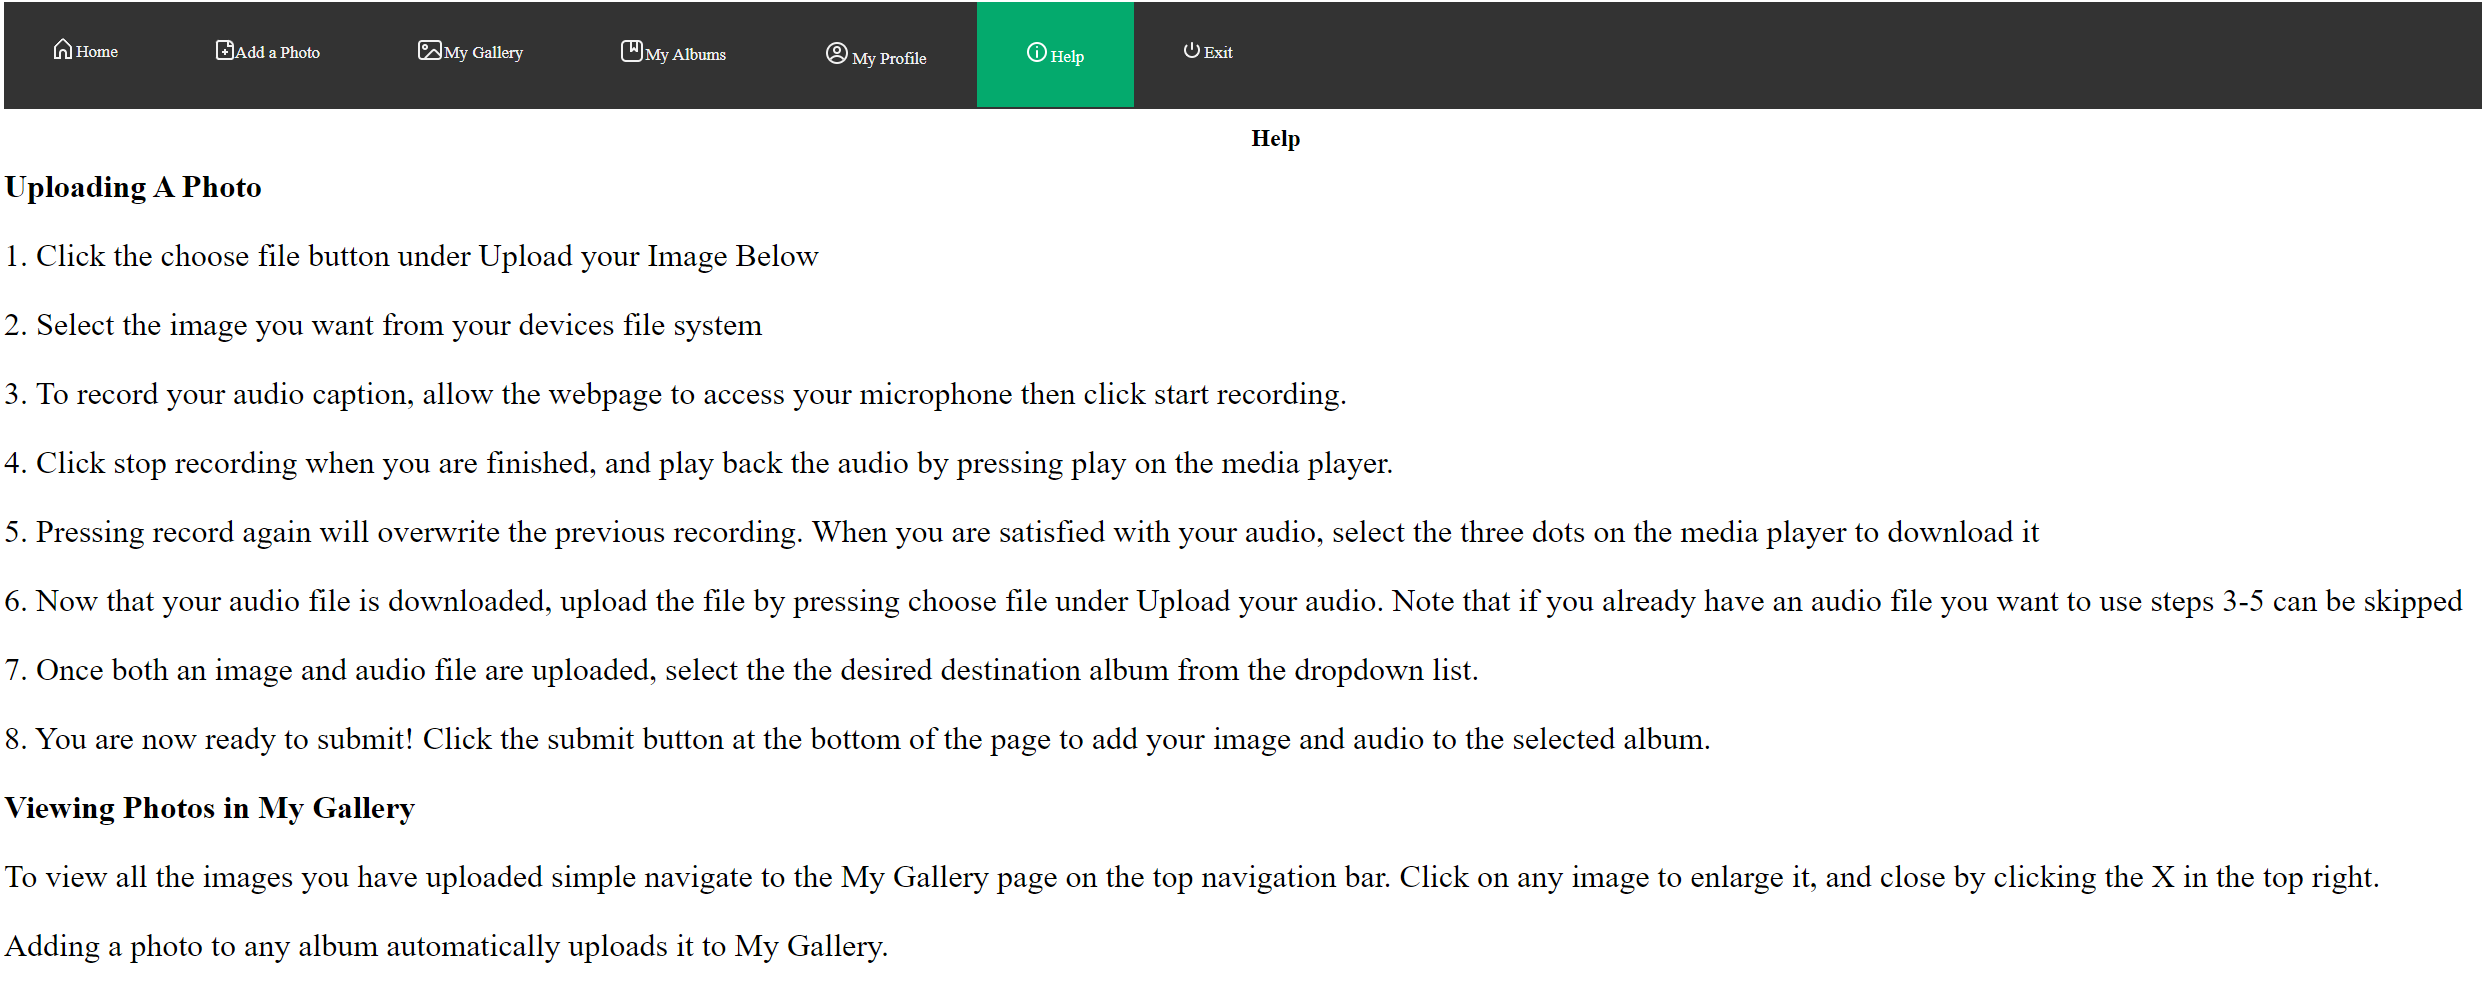 Home Add a Photo My Gallery My Albums My Profile Help Exit
Help
Uploading A Photo
1. Click the choose file button under Upload your Image Below
2. Select the image you want from your devices file system
3. To record your audio caption, allow the webpage to access your microphone then click start recording.
4. Click stop recording when you are finished, and play back the audio by pressing play on the media player.
5. Pressing record again will overwrite the previous recording. When you are satisfied with your audio, select the three dots on the media player to download it
6. Now that your audio file is downloaded, upload the file by pressing choose file under Upload your audio. Note that if you already have an audio file you want to use steps 3-5 can be skipped
7. Once both an image and audio file are uploaded, select the the desired destination album from the dropdown list.
8. You are now ready to submit! Click the submit button at the bottom of the page to add your image and audio to the selected album.
Viewing Photos in My Gallery
To view all the images you have uploaded simple navigate to the My Gallery page on the top navigation bar. Click on any image to enlarge it, and close by clicking the X in the top right.
Adding a photo to any album automatically uploads it to My Gallery.